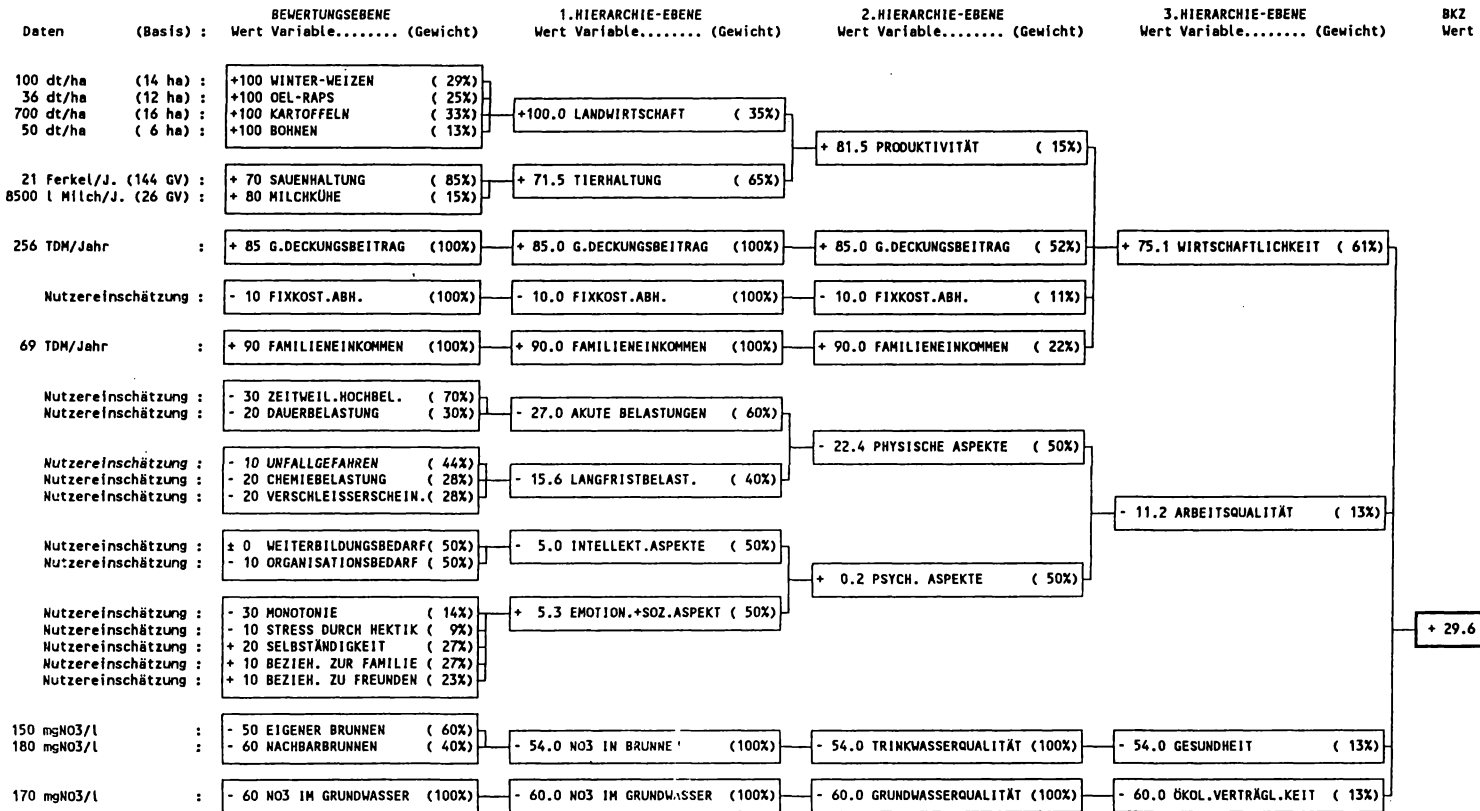 BEWERTUNGSEBENE 1.HIERARCHIE-EBENE 2.HIERARCHIE-EBENE 3.HIERARCHIE-EBENE BKZ
Daten (Basis) : Wert Variable........ (Gewicht) Wert Variable........ (Gewicht) Wert Variable........ (Gewicht) Wert Variable........ (Gewicht) Wert
100 dt/ha (14 ha) : +100 WINTER-WEIZEN ( 29%)
36 dt/ha (12 ha) : +100 OEL-RAPS ( 25%)
700 dt/ha (16 ha) : +100 KARTOFFELN ( 33%) +100.0 LANDWIRTSCHAFT ( 35%)
50 dt/ha ( 6 ha) : +100 BOHNEN ( 13%)
+ 81.5 PRODUKTIVITÄT ( 15%)
21 Ferkel/J. (144 GV) : + 70 SAUENHALTUNG ( 85%) + 71.5 TIERHALTUNG ( 65%)
8500 l Milch/J. (26 GV) : + 80 MILCHKÜHE ( 15%)
256 TDM/Jahr : + 85 G.DECKUNGSBEITRAG (100%) + 85.0 G.DECKUNGSBEITRAG (100%) + 85.0 G.DECKUNGSBEITRAG ( 52%) + 75.1 WIRTSCHAFTLICHKEIT ( 61%)
Nutzereinschätzung : - 10 FIXKOST.ABH. (100%) - 10.0 FIXKOST.ABH. (100%) - 10.0 FIXKOST.ABH. ( 11%)
69 TDM/Jahr : + 90 FAMILIENEINKOMMEN (100%) + 90.0 FAMILIENEINKOMMEN (100%) + 90.0 FAMILIENEINKOMMEN ( 22%)
Nutzereinschätzung : - 30 ZEITWEIL.HOCHBEL. ( 70%)
Nutzereinschätzung : - 20 DAUERBELASTUNG ( 30%) - 27.0 AKUTE BELASTUNGEN ( 60%)
- 22.4 PHYSISCHE ASPEKTE ( 50%)
Nutzereinschätzung : - 10 UNFALLGEFAHREN ( 44%)
Nutzereinschätzung : - 20 CHEMIEBELASTUNG ( 28%) - 15.6 LANGFRISTBELAST. ( 40%)
Nutzereinschätzung : - 20 VERSCHLEISSERSCHEIN.( 28%)
- 11.2 ARBEITSQUALITÄT ( 13%)
Nutzereinschätzung : ± 0 WEITERBILDUNGSBEDARF( 50%) - 5.0 INTELLEKT.ASPEKTE ( 50%)
Nutzereinschätzung : - 10 ORGANISATIONSBEDARF ( 50%)
+ 0.2 PSYCH. ASPEKTE ( 50%)
Nutzereinschätzung : - 30 MONOTONIE ( 14%) + 5.3 EMOTION.+SOZ.ASPEKT ( 50%)
Nutzereinschätzung : - 10 STRESS DURCH HEKTIK ( 9%)
Nutzereinschätzung : + 20 SELBSTÄNDIGKEIT ( 27%) + 29.6
Nutzereinschätzung : + 10 BEZIEH. ZUR FAMILIE ( 27%)
Nutzereinschätzung : + 10 BEZIEH. ZU FREUNDEN ( 23%)
150 mgNO3/l : - 50 EIGENER BRUNNEN ( 60%)
180 mgNO3/l : - 60 NACHBARBRUNNEN ( 40%) - 54.0 NO3 IN BRUNNE (100%) - 54.0 TRINKWASSERQUALITÄT (100%) - 54.0 GESUNDHEIT ( 13%)
170 mgNO3/l : - 60 NO3 IM GRUNDWASSER (100%) - 60.0 NO3 IM GRUNDWASSER (100%) - 60.0 GRUNDWASSERQUALITÄT (100%) - 60.0 ÖKOL.VERTRÄGL.KEIT ( 13%)